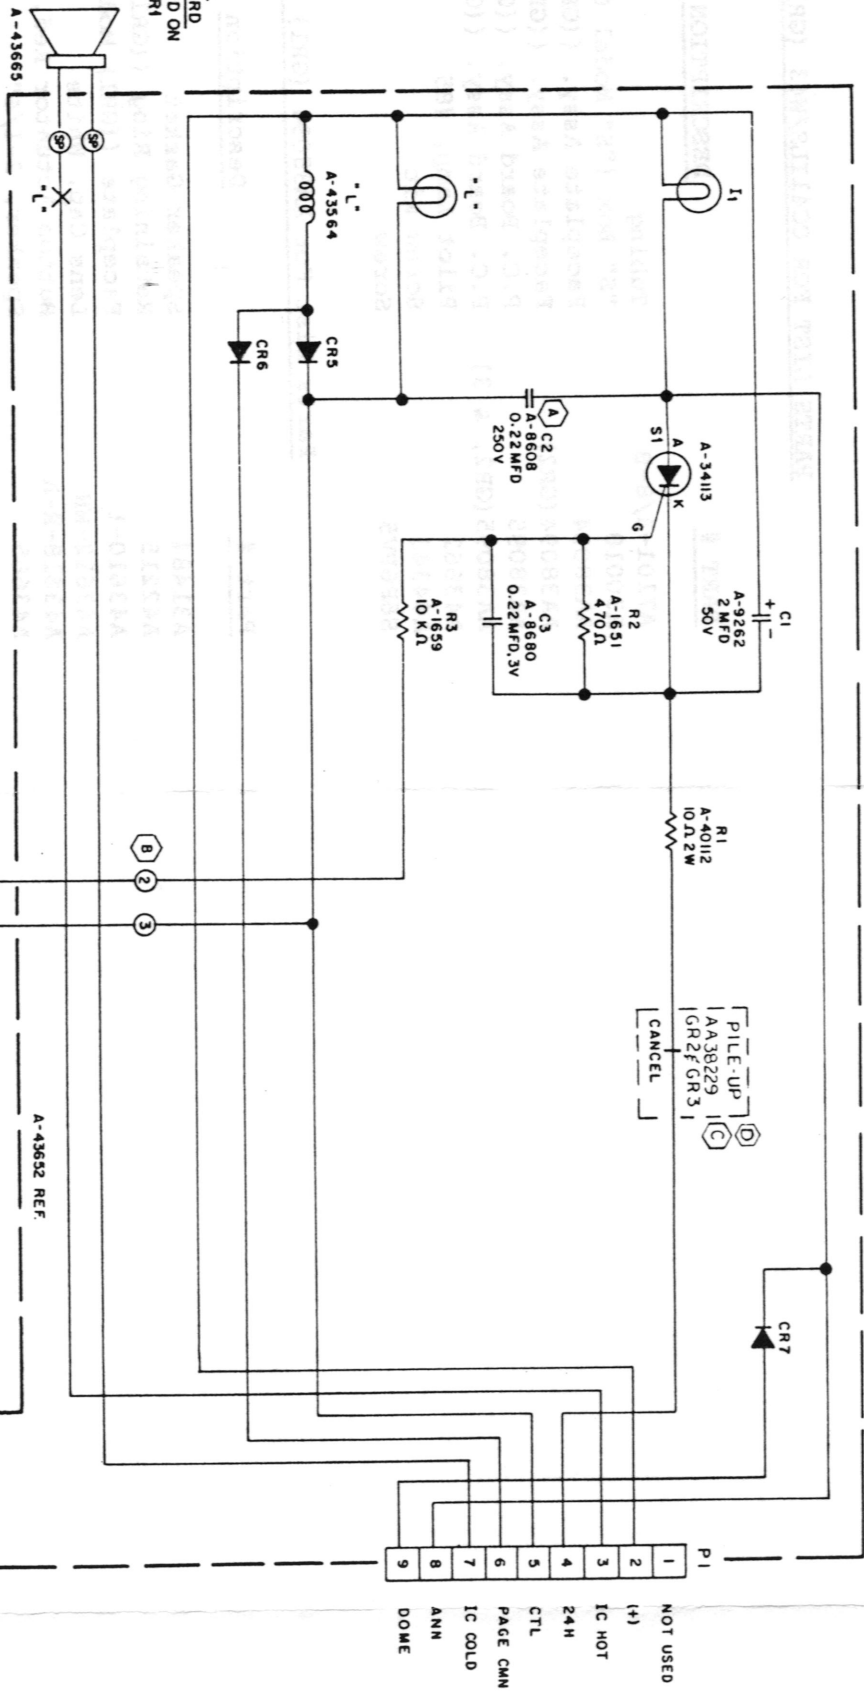 RD
D ON
R1
A-43665
SP
SP
"L"
"L"
A-43564
"L"
I1
CR6
CR5
A
C2
A-8608
0.22MFD
250V
A-34113
A
S1
K
G
+ C1 -
A-9262
2 MFD
50V
R2
A-1651
470Ω
C3
A-8680
0.22MFD,3V
R3
A-1659
10KΩ
R1
A-40112
10Ω 2W
B
2
3
PILE-UP
AA38229
GR2&GR3
CANCEL
C
D
A-43652 REF.
CR7
P1
1 NOT USED
2 (+)
3 IC HOT
4 24H
5 CTL
6 PAGE CMN
7 IC COLD
8 ANN
9 DOME